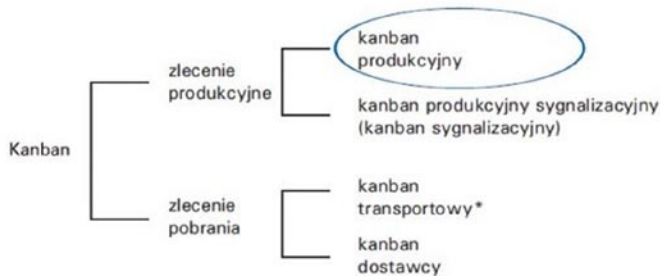 Kanban
zlecenie
produkcyjne
kanban
produkcyjny
kanban produkcyjny sygnalizacyjny
(kanban sygnalizacyjny)
zlecenie
pobrania
kanban
transportowy*
kanban
dostawcy